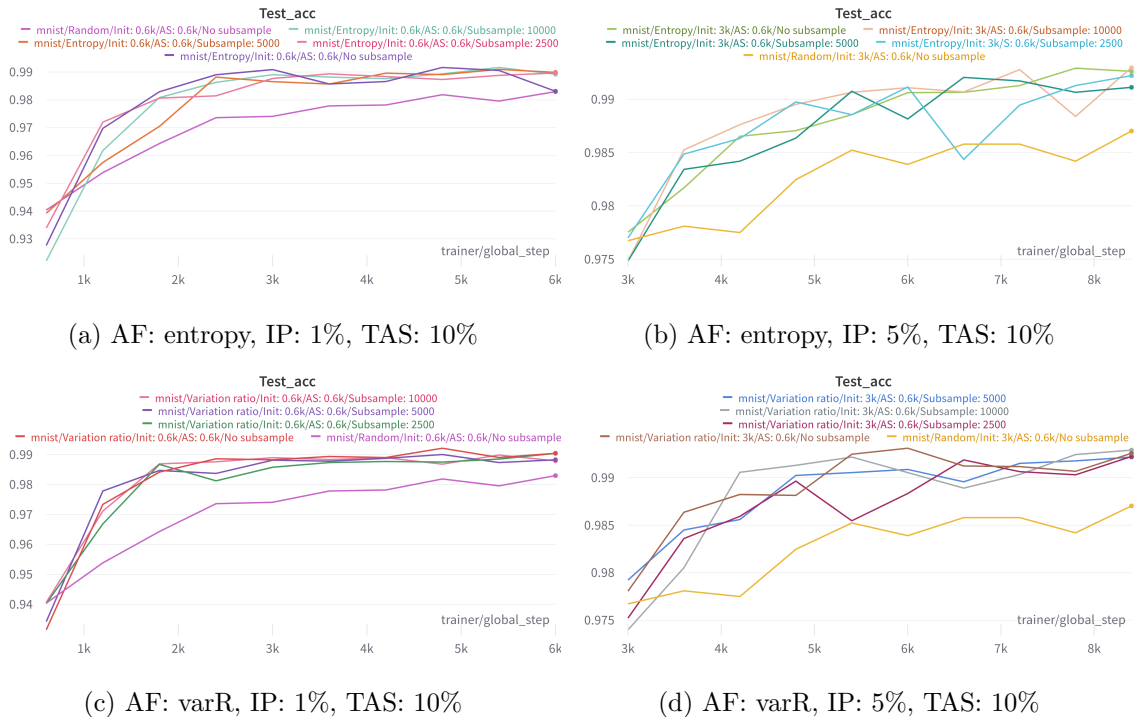 Test_acc
mnist/Random/Init: 0.6k/AS: 0.6k/No subsample mnist/Entropy/Init: 0.6k/AS: 0.6k/Subsample: 10000
mnist/Entropy/Init: 0.6k/AS: 0.6k/Subsample: 5000 mnist/Entropy/Init: 0.6k/AS: 0.6k/Subsample: 2500
mnist/Entropy/Init: 0.6k/AS: 0.6k/No subsample
0.99
0.98
0.97
0.96
0.95
0.94
0.93
trainer/global_step
1k 2k 3k 4k 5k 6k
(a) AF: entropy, IP: 1%, TAS: 10%
Test_acc
mnist/Entropy/Init: 3k/AS: 0.6k/No subsample mnist/Entropy/Init: 3k/AS: 0.6k/Subsample: 10000
mnist/Entropy/Init: 3k/AS: 0.6k/Subsample: 5000 mnist/Entropy/Init: 3k/S: 0.6k/Subsample: 2500
mnist/Random/Init: 3k/AS: 0.6k/No subsample
0.99
0.985
0.98
0.975
trainer/global_step
3k 4k 5k 6k 7k 8k
(b) AF: entropy, IP: 5%, TAS: 10%
Test_acc
mnist/Variation ratio/Init: 0.6k/AS: 0.6k/Subsample: 10000
mnist/Variation ratio/Init: 0.6k/AS: 0.6k/Subsample: 5000
mnist/Variation ratio/Init: 0.6k/AS: 0.6k/Subsample: 2500
mnist/Variation ratio/Init: 0.6k/AS: 0.6k/No subsample mnist/Random/Init: 0.6k/AS: 0.6k/No subsample
0.99
0.98
0.97
0.96
0.95
0.94
trainer/global_step
1k 2k 3k 4k 5k 6k
(c) AF: varR, IP: 1%, TAS: 10%
Test_acc
mnist/Variation ratio/Init: 3k/AS: 0.6k/Subsample: 5000
mnist/Variation ratio/Init: 3k/AS: 0.6k/Subsample: 10000
mnist/Variation ratio/Init: 3k/AS: 0.6k/Subsample: 2500
mnist/Variation ratio/Init: 3k/AS: 0.6k/No subsample mnist/Random/Init: 3k/AS: 0.6k/No subsample
0.99
0.985
0.98
0.975
trainer/global_step
3k 4k 5k 6k 7k 8k
(d) AF: varR, IP: 5%, TAS: 10%